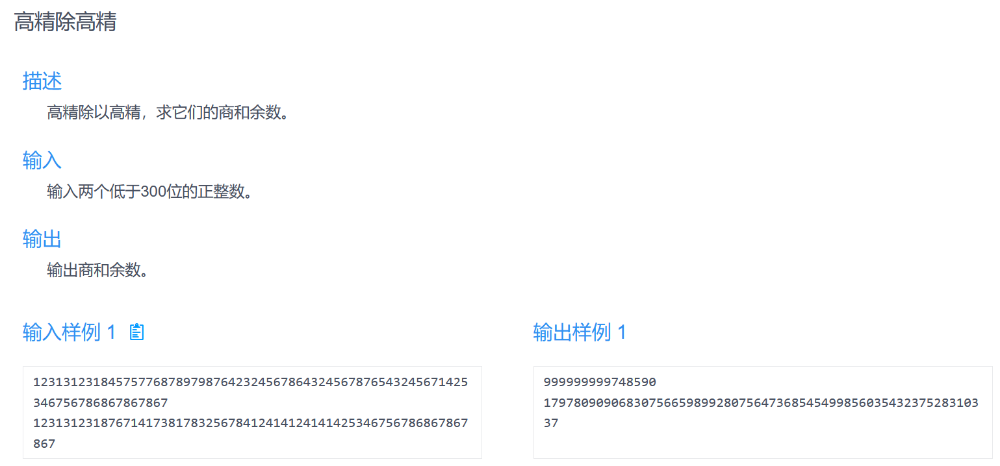 高精除高精
描述
高精除以高精，求它们的商和余数。
输入
输入两个低于300位的正整数。
输出
输出商和余数。
输入样例 1
输出样例 1
123131231845757768789798764232456786432456787654324567​1425
346756786867867867
1231312318767141738178325678412414124141425346756786867867
867
999999999748590
1797809090683075665989928075647368545499856035432375283103
37